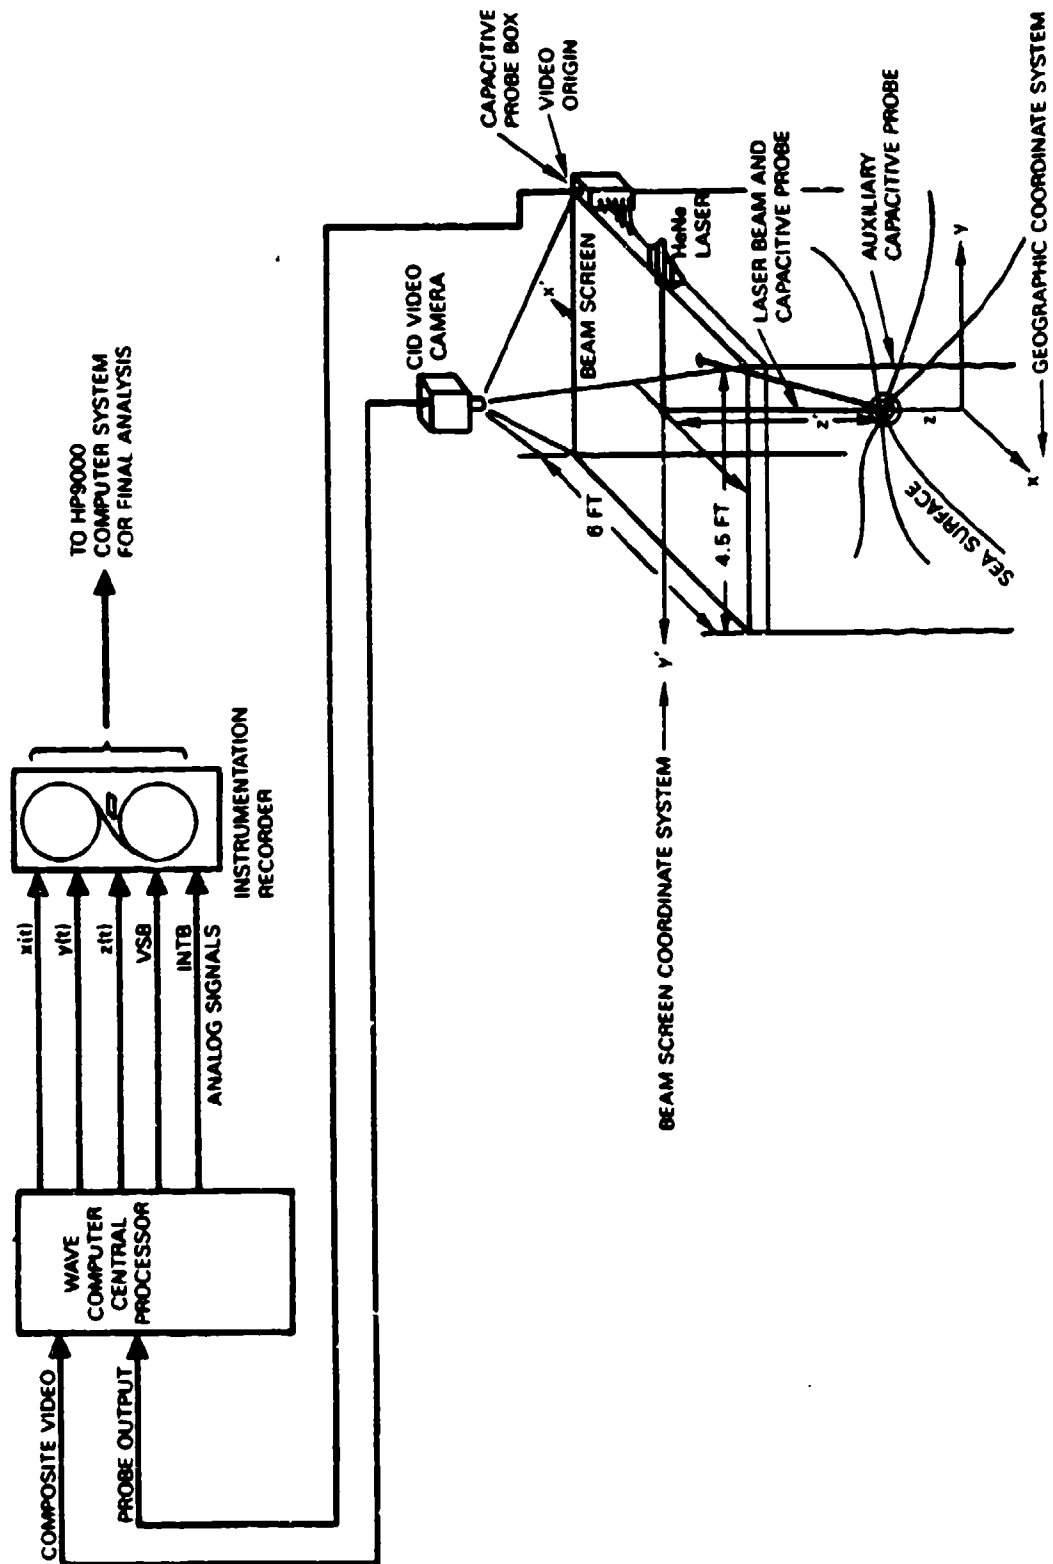 COMPOSITE VIDEO
PROBE OUTPUT
WAVE
COMPUTER
CENTRAL
PROCESSOR
x(t)
y(t)
z(t)
VSB
INTB
ANALOG SIGNALS
INSTRUMENTATION
RECORDER
TO HP9000
COMPUTER SYSTEM
FOR FINAL ANALYSIS
CID VIDEO
CAMERA
CAPACITIVE
PROBE BOX
VIDEO
ORIGIN
x'
BEAM SCREEN
HeNe
LASER
6 FT
4.5 FT
z'
y'
BEAM SCREEN COORDINATE SYSTEM
LASER BEAM AND
CAPACITIVE PROBE
AUXILIARY
CAPACITIVE PROBE
SEA SURFACE
z
y
x
GEOGRAPHIC COORDINATE SYSTEM